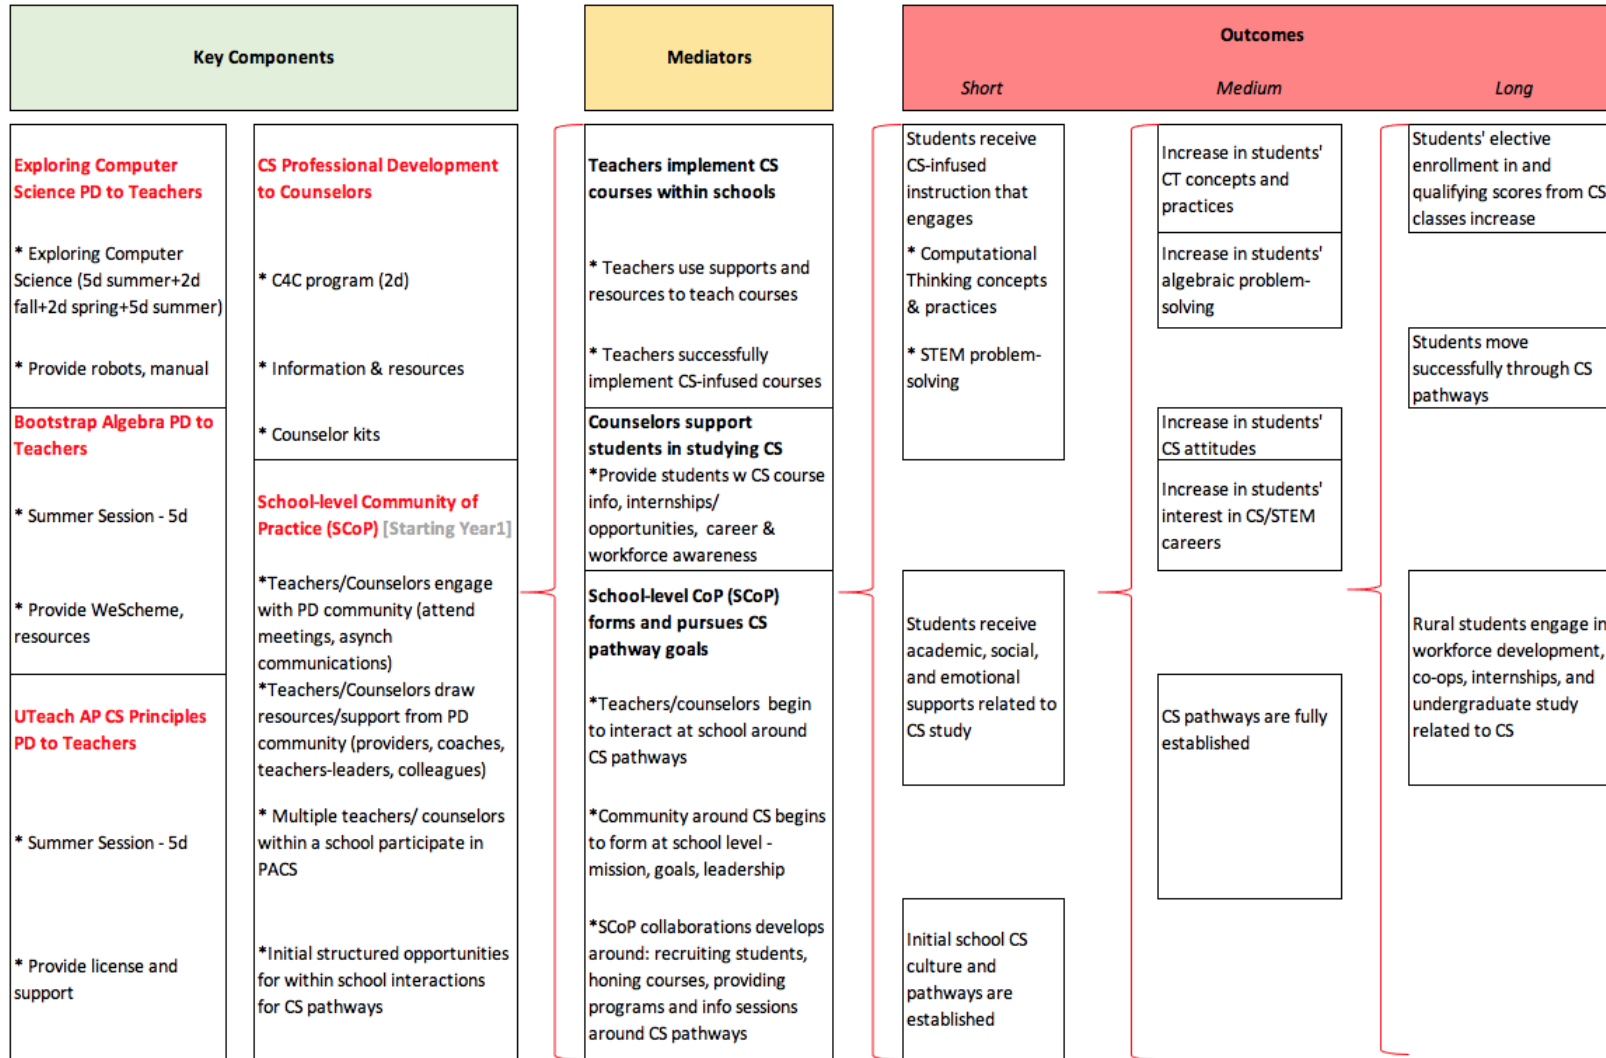 Key Components
Mediators
Outcomes
Short
Medium
Long
Exploring Computer
Science PD to Teachers
* Exploring Computer
Science (5d summer+2d
fall+2d spring+5d summer)
* Provide robots, manual
Bootstrap Algebra PD to
Teachers
* Summer Session - 5d
* Provide WeScheme,
resources
UTeach AP CS Principles
PD to Teachers
* Summer Session - 5d
* Provide license and
support
CS Professional Development
to Counselors
* C4C program (2d)
* Information & resources
* Counselor kits
School-level Community of
Practice (SCoP) [Starting Year1]
*Teachers/Counselors engage
with PD community (attend
meetings, asynch
communications)
*Teachers/Counselors draw
resources/support from PD
community (providers, coaches,
teachers-leaders, colleagues)
* Multiple teachers/ counselors
within a school participate in
PACS
*Initial structured opportunities
for within school interactions
for CS pathways
Teachers implement CS
courses within schools
* Teachers use supports and
resources to teach courses
* Teachers successfully
implement CS-infused courses
Counselors support
students in studying CS
*Provide students w CS course
info, internships/
opportunities, career &
workforce awareness
School-level CoP (SCoP)
forms and pursues CS
pathway goals
*Teachers/counselors begin
to interact at school around
CS pathways
*Community around CS begins
to form at school level -
mission, goals, leadership
*SCoP collaborations develops
around: recruiting students,
honing courses, providing
programs and info sessions
around CS pathways
Students receive
CS-infused
instruction that
engages
* Computational
Thinking concepts
& practices
* STEM problem-
solving
Students receive
academic, social,
and emotional
supports related to
CS study
Initial school CS
culture and
pathways are
established
Increase in students'
CT concepts and
practices
Increase in students'
algebraic problem-
solving
Increase in students'
CS attitudes
Increase in students'
interest in CS/STEM
careers
CS pathways are fully
established
Students' elective
enrollment in and
qualifying scores from CS
classes increase
Students move
successfully through CS
pathways
Rural students engage in
workforce development,
co-ops, internships, and
undergraduate study
related to CS